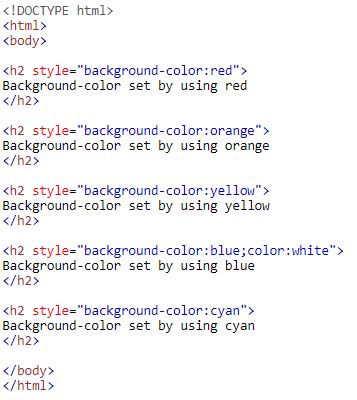 <!DOCTYPE html>
<html>
<body>
<h2 style="background-color:red">
Background-color set by using red
</h2>
<h2 style="background-color:orange">
Background-color set by using orange
</h2>
<h2 style="background-color:yellow">
Background-color set by using yellow
</h2>
<h2 style="background-color:blue;color:white">
Background-color set by using blue
</h2>
<h2 style="background-color:cyan">
Background-color set by using cyan
</h2>
</body>
</html>